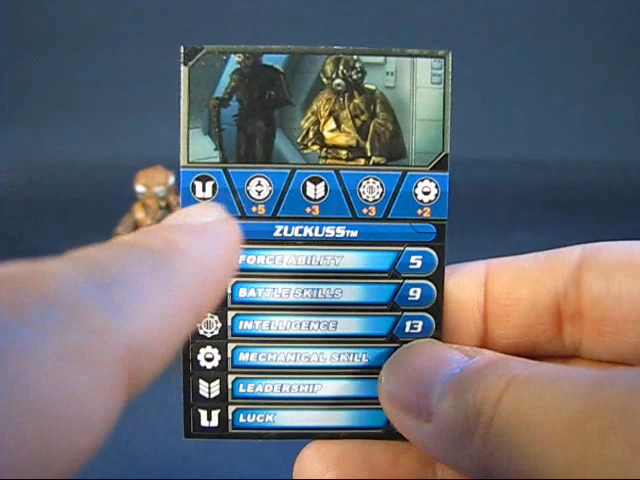 +5 +3 +3 +2
ZUCKUSS™
FORCE ABILITY 5
BATTLE SKILLS 9
INTELLIGENCE 13
MECHANICAL SKILL
LEADERSHIP
LUCK